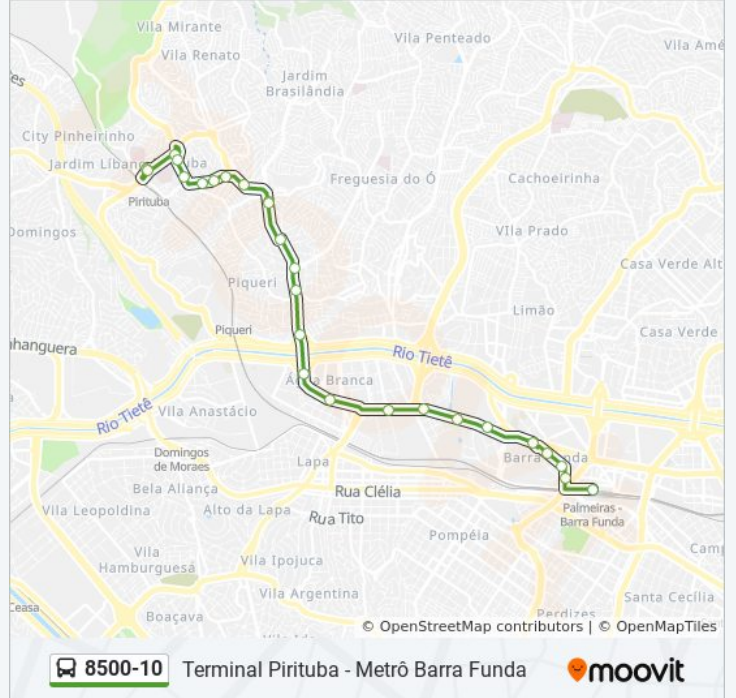 Vila Mirante
Vila Renato
Vila Penteado
Vila Amé
Jardim
Brasilândia
es
City Pinheirinho
Jardim Líbano
uba
Freguesia do Ó
Cachoeirinha
Pirituba
Domingos
VIla Prado
Casa Verde Alt
Piqueri
Limão
Piqueri
Casa Verde
nhanguera
Rio Tietê
Água Branca
Rio Tietê
Vila Anastácio
Domingos
de Moraes
Lapa
Barra Funda
Bela Aliança
Rua Clélia
Vila Leopoldina
Alto da Lapa
Rua Tito
Palmeiras -
Barra Funda
Pompéia
Vila
Hamburguesa
Vila Ipojuca
Camp
Vila Argentina
Santa Cecília
Ceasa
Boaçava
Perdizes
© OpenStreetMap contributors | © OpenMapTiles
8500-10 Terminal Pirituba - Metrô Barra Funda moovit